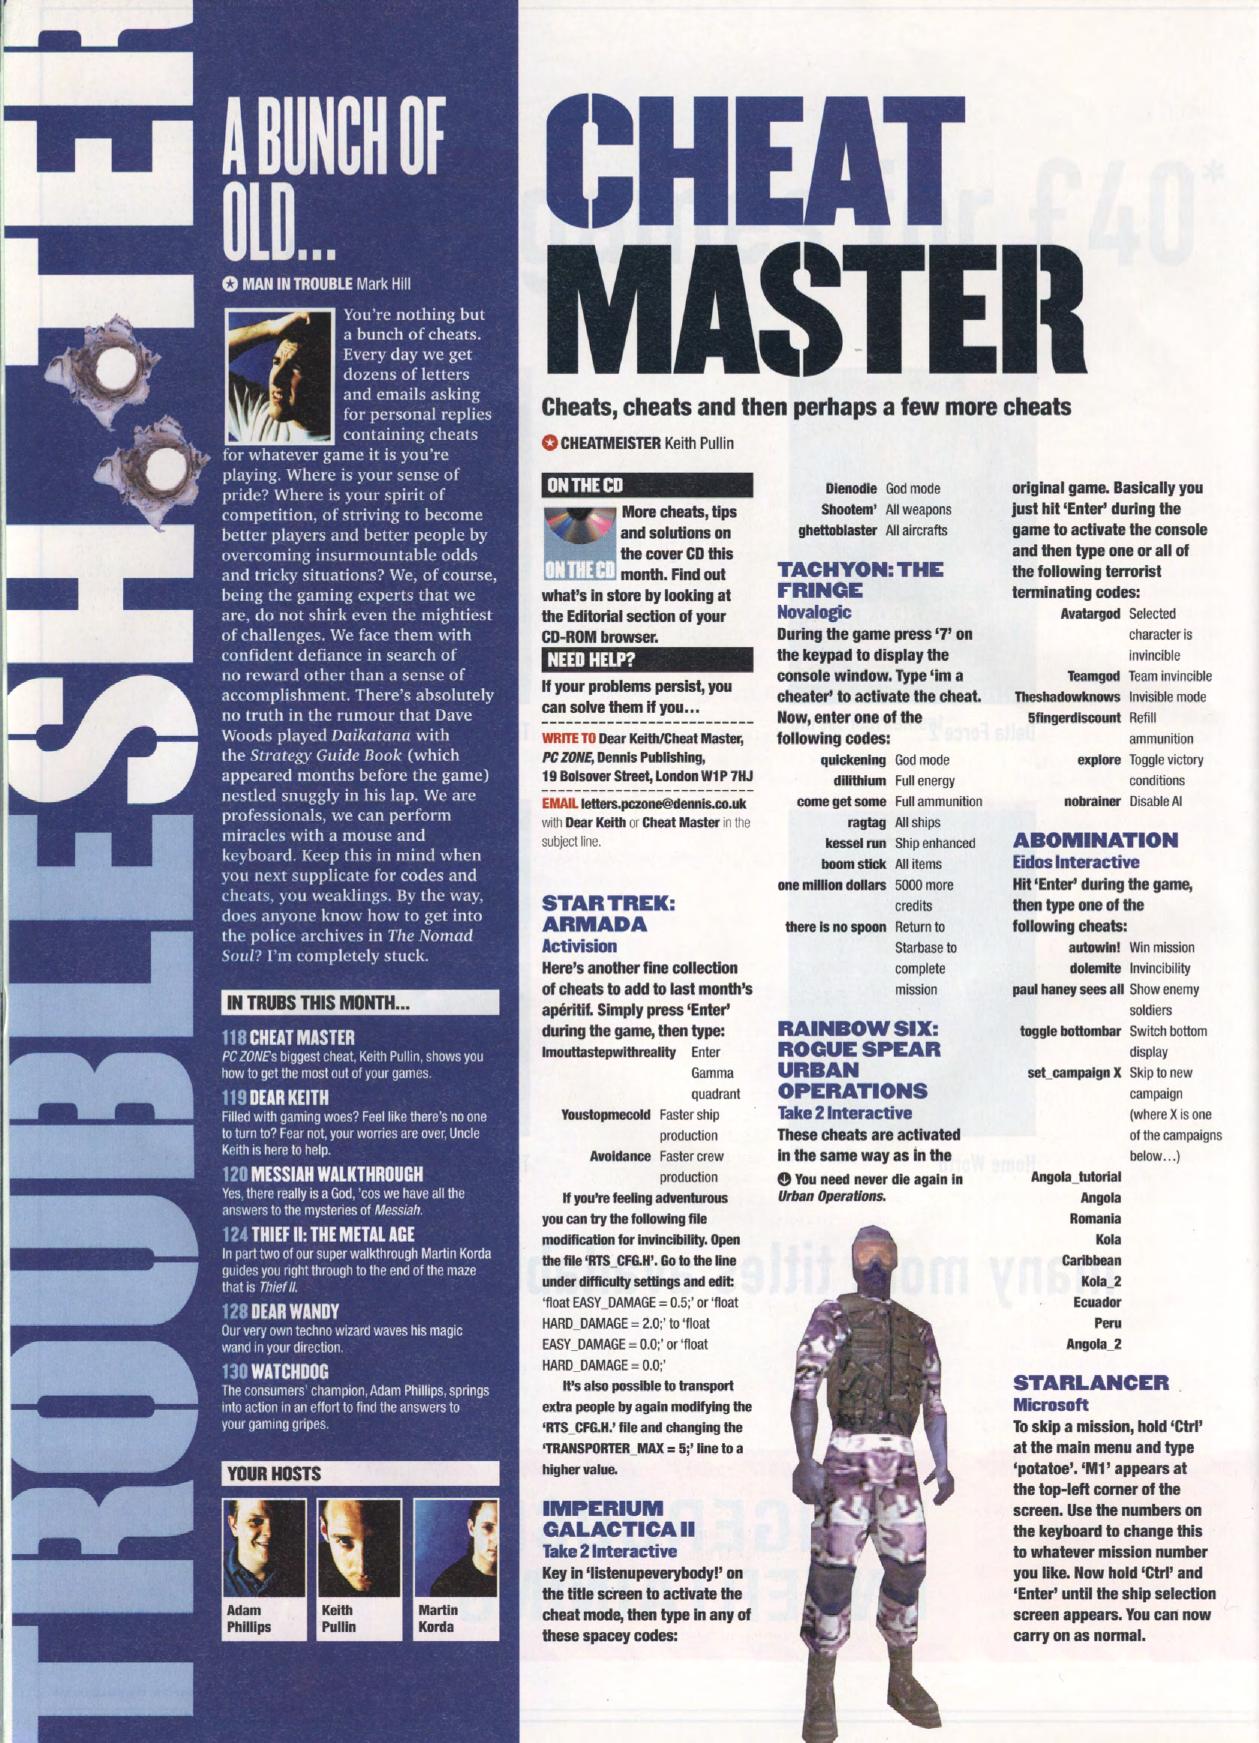 TROUBLESHOOTER
A BUNCH OF
OLD...
MAN IN TROUBLE Mark Hill
You're nothing but
a bunch of cheats.
Every day we get
dozens of letters
and emails asking
for personal replies
containing cheats
for whatever game it is you're
playing. Where is your sense of
pride? Where is your spirit of
competition, of striving to become
better players and better people by
overcoming insurmountable odds
and tricky situations? We, of course,
being the gaming experts that we
are, do not shirk even the mightiest
of challenges. We face them with
confident defiance in search of
no reward other than a sense of
accomplishment. There's absolutely
no truth in the rumour that Dave
Woods played Daikatana with
the Strategy Guide Book (which
appeared months before the game)
nestled snuggly in his lap. We are
professionals, we can perform
miracles with a mouse and
keyboard. Keep this in mind when
you next supplicate for codes and
cheats, you weaklings. By the way,
does anyone know how to get into
the police archives in The Nomad
Soul? I'm completely stuck.
IN TRUBS THIS MONTH...
118 CHEAT MASTER
PC ZONE's biggest cheat, Keith Pullin, shows you
how to get the most out of your games.
119 DEAR KEITH
Filled with gaming woes? Feel like there's no one
to turn to? Fear not, your worries are over, Uncle
Keith is here to help.
120 MESSIAH WALKTHROUGH
Yes, there really is a God, 'cos we have all the
answers to the mysteries of Messiah.
124 THIEF II: THE METAL AGE
In part two of our super walkthrough Martin Korda
guides you right through to the end of the maze
that is Thief II.
128 DEAR WANDY
Our very own techno wizard waves his magic
wand in your direction.
130 WATCHDOG
The consumers' champion, Adam Phillips, springs
into action in an effort to find the answers to
your gaming gripes.
YOUR HOSTS
Adam
Phillips
Keith
Pullin
Martin
Korda
CHEAT
MASTER
Cheats, cheats and then perhaps a few more cheats
CHEATMEISTER Keith Pullin
ON THE CD
ON THE CD
More cheats, tips
and solutions on
the cover CD this
month. Find out
what's in store by looking at
the Editorial section of your
CD-ROM browser.
NEED HELP?
If your problems persist, you
can solve them if you...
WRITE TO Dear Keith/Cheat Master,
PC ZONE, Dennis Publishing,
19 Bolsover Street, London W1P 7HJ
EMAIL letters.pczone@dennis.co.uk
with Dear Keith or Cheat Master in the
subject line.
STAR TREK:
ARMADA
Activision
Here's another fine collection
of cheats to add to last month's
apéritif. Simply press 'Enter'
during the game, then type:
Imouttastepwithreality Enter
Gamma
quadrant
Youstopmecold Faster ship
production
Avoidance Faster crew
production
If you're feeling adventurous
you can try the following file
modification for invincibility. Open
the file 'RTS_CFG.H'. Go to the line
under difficulty settings and edit:
'float EASY_DAMAGE = 0.5;' or 'float
HARD_DAMAGE = 2.0;' to 'float
EASY_DAMAGE = 0.0;' or 'float
HARD_DAMAGE = 0.0;'
It's also possible to transport
extra people by again modifying the
'RTS_CFG.H.' file and changing the
'TRANSPORTER_MAX = 5;' line to a
higher value.
IMPERIUM
GALACTICA II
Take 2 Interactive
Key in 'listenupeverybody!' on
the title screen to activate the
cheat mode, then type in any of
these spacey codes:
Dienodie God mode
Shootem' All weapons
ghettoblaster All aircrafts
TACHYON: THE
FRINGE
Novalogic
During the game press '7' on
the keypad to display the
console window. Type 'im a
cheater' to activate the cheat.
Now, enter one of the
following codes:
quickening God mode
dilithium Full energy
come get some Full ammunition
ragtag All ships
kessel run Ship enhanced
boom stick All items
one million dollars 5000 more
credits
there is no spoon Return to
Starbase to
complete
mission
RAINBOW SIX:
ROGUE SPEAR
URBAN
OPERATIONS
Take 2 Interactive
These cheats are activated
in the same way as in the
You need never die again in
Urban Operations.
original game. Basically you
just hit 'Enter' during the
game to activate the console
and then type one or all of
the following terrorist
terminating codes:
Avatargod Selected
character is
invincible
Teamgod Team invincible
Theshadowknows Invisible mode
5fingerdiscount Refill
ammunition
explore Toggle victory
conditions
nobrainer Disable AI
ABOMINATION
Eidos Interactive
Hit 'Enter' during the game,
then type one of the
following cheats:
autowin! Win mission
dolemite Invincibility
paul haney sees all Show enemy
soldiers
toggle bottombar Switch bottom
display
set_campaign X Skip to new
campaign
(where X is one
of the campaigns
below...)
Angola_tutorial
Angola
Romania
Kola
Caribbean
Kola_2
Ecuador
Peru
Angola_2
STARLANCER
Microsoft
To skip a mission, hold 'Ctrl'
at the main menu and type
'potatoe'. 'M1' appears at
the top-left corner of the
screen. Use the numbers on
the keyboard to change this
to whatever mission number
you like. Now hold 'Ctrl' and
'Enter' until the ship selection
screen appears. You can now
carry on as normal.